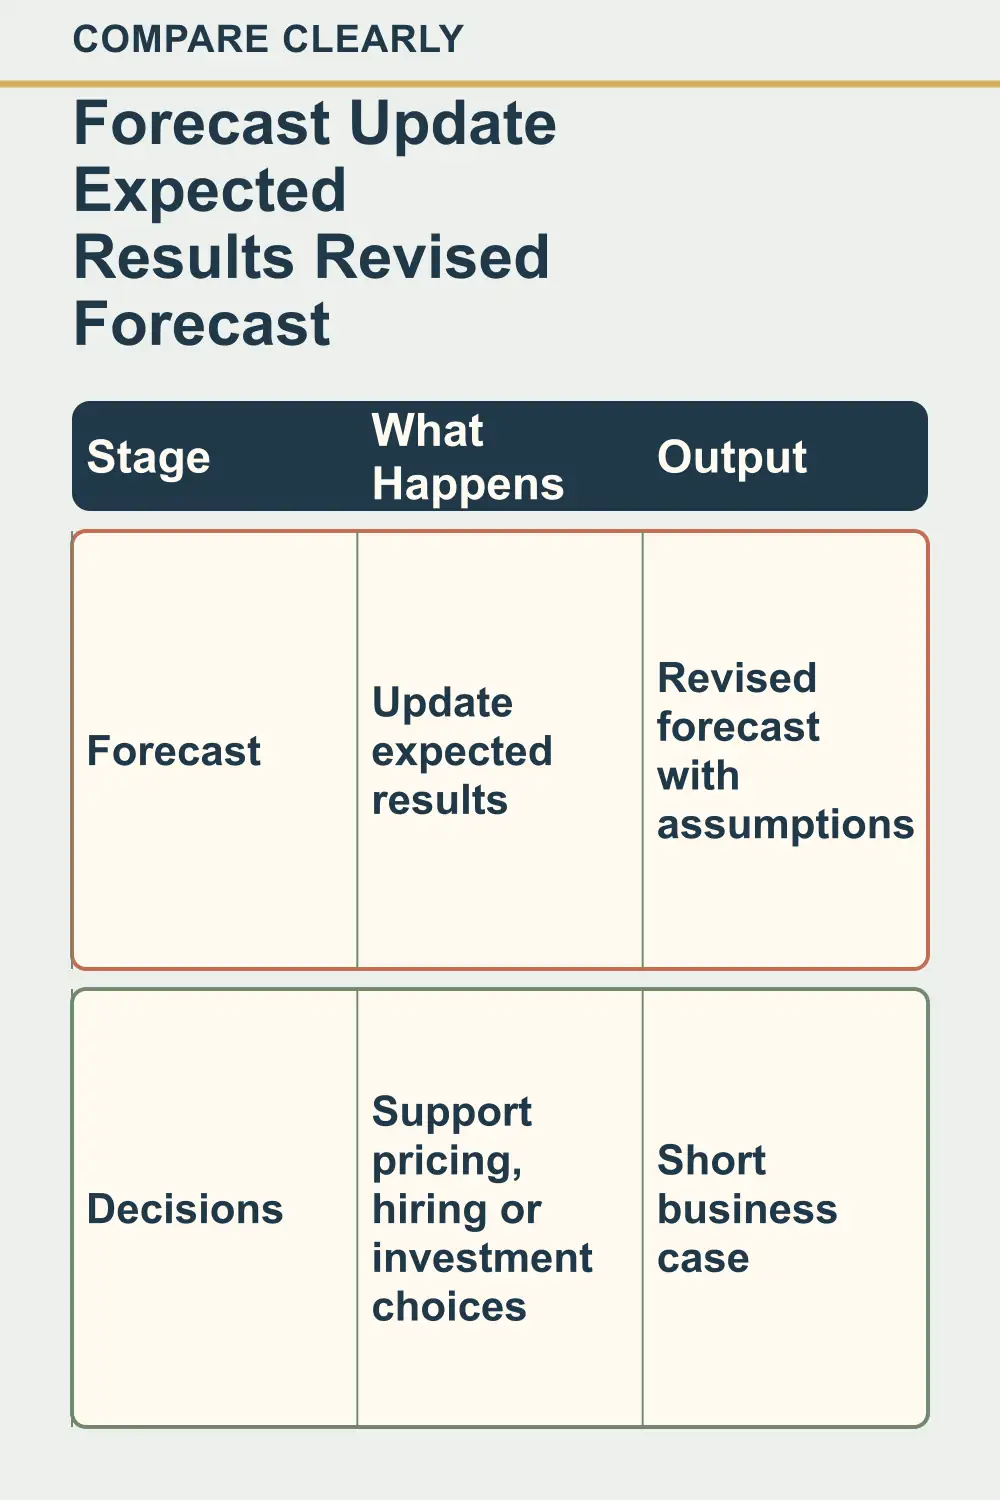 COMPARE CLEARLY
Forecast Update
Expected
Results Revised
Forecast
Stage
What
Happens
Output
Forecast
Update
expected
results
Revised
forecast
with
assumptions
Decisions
Support
pricing,
hiring or
investment
choices
Short
business
case